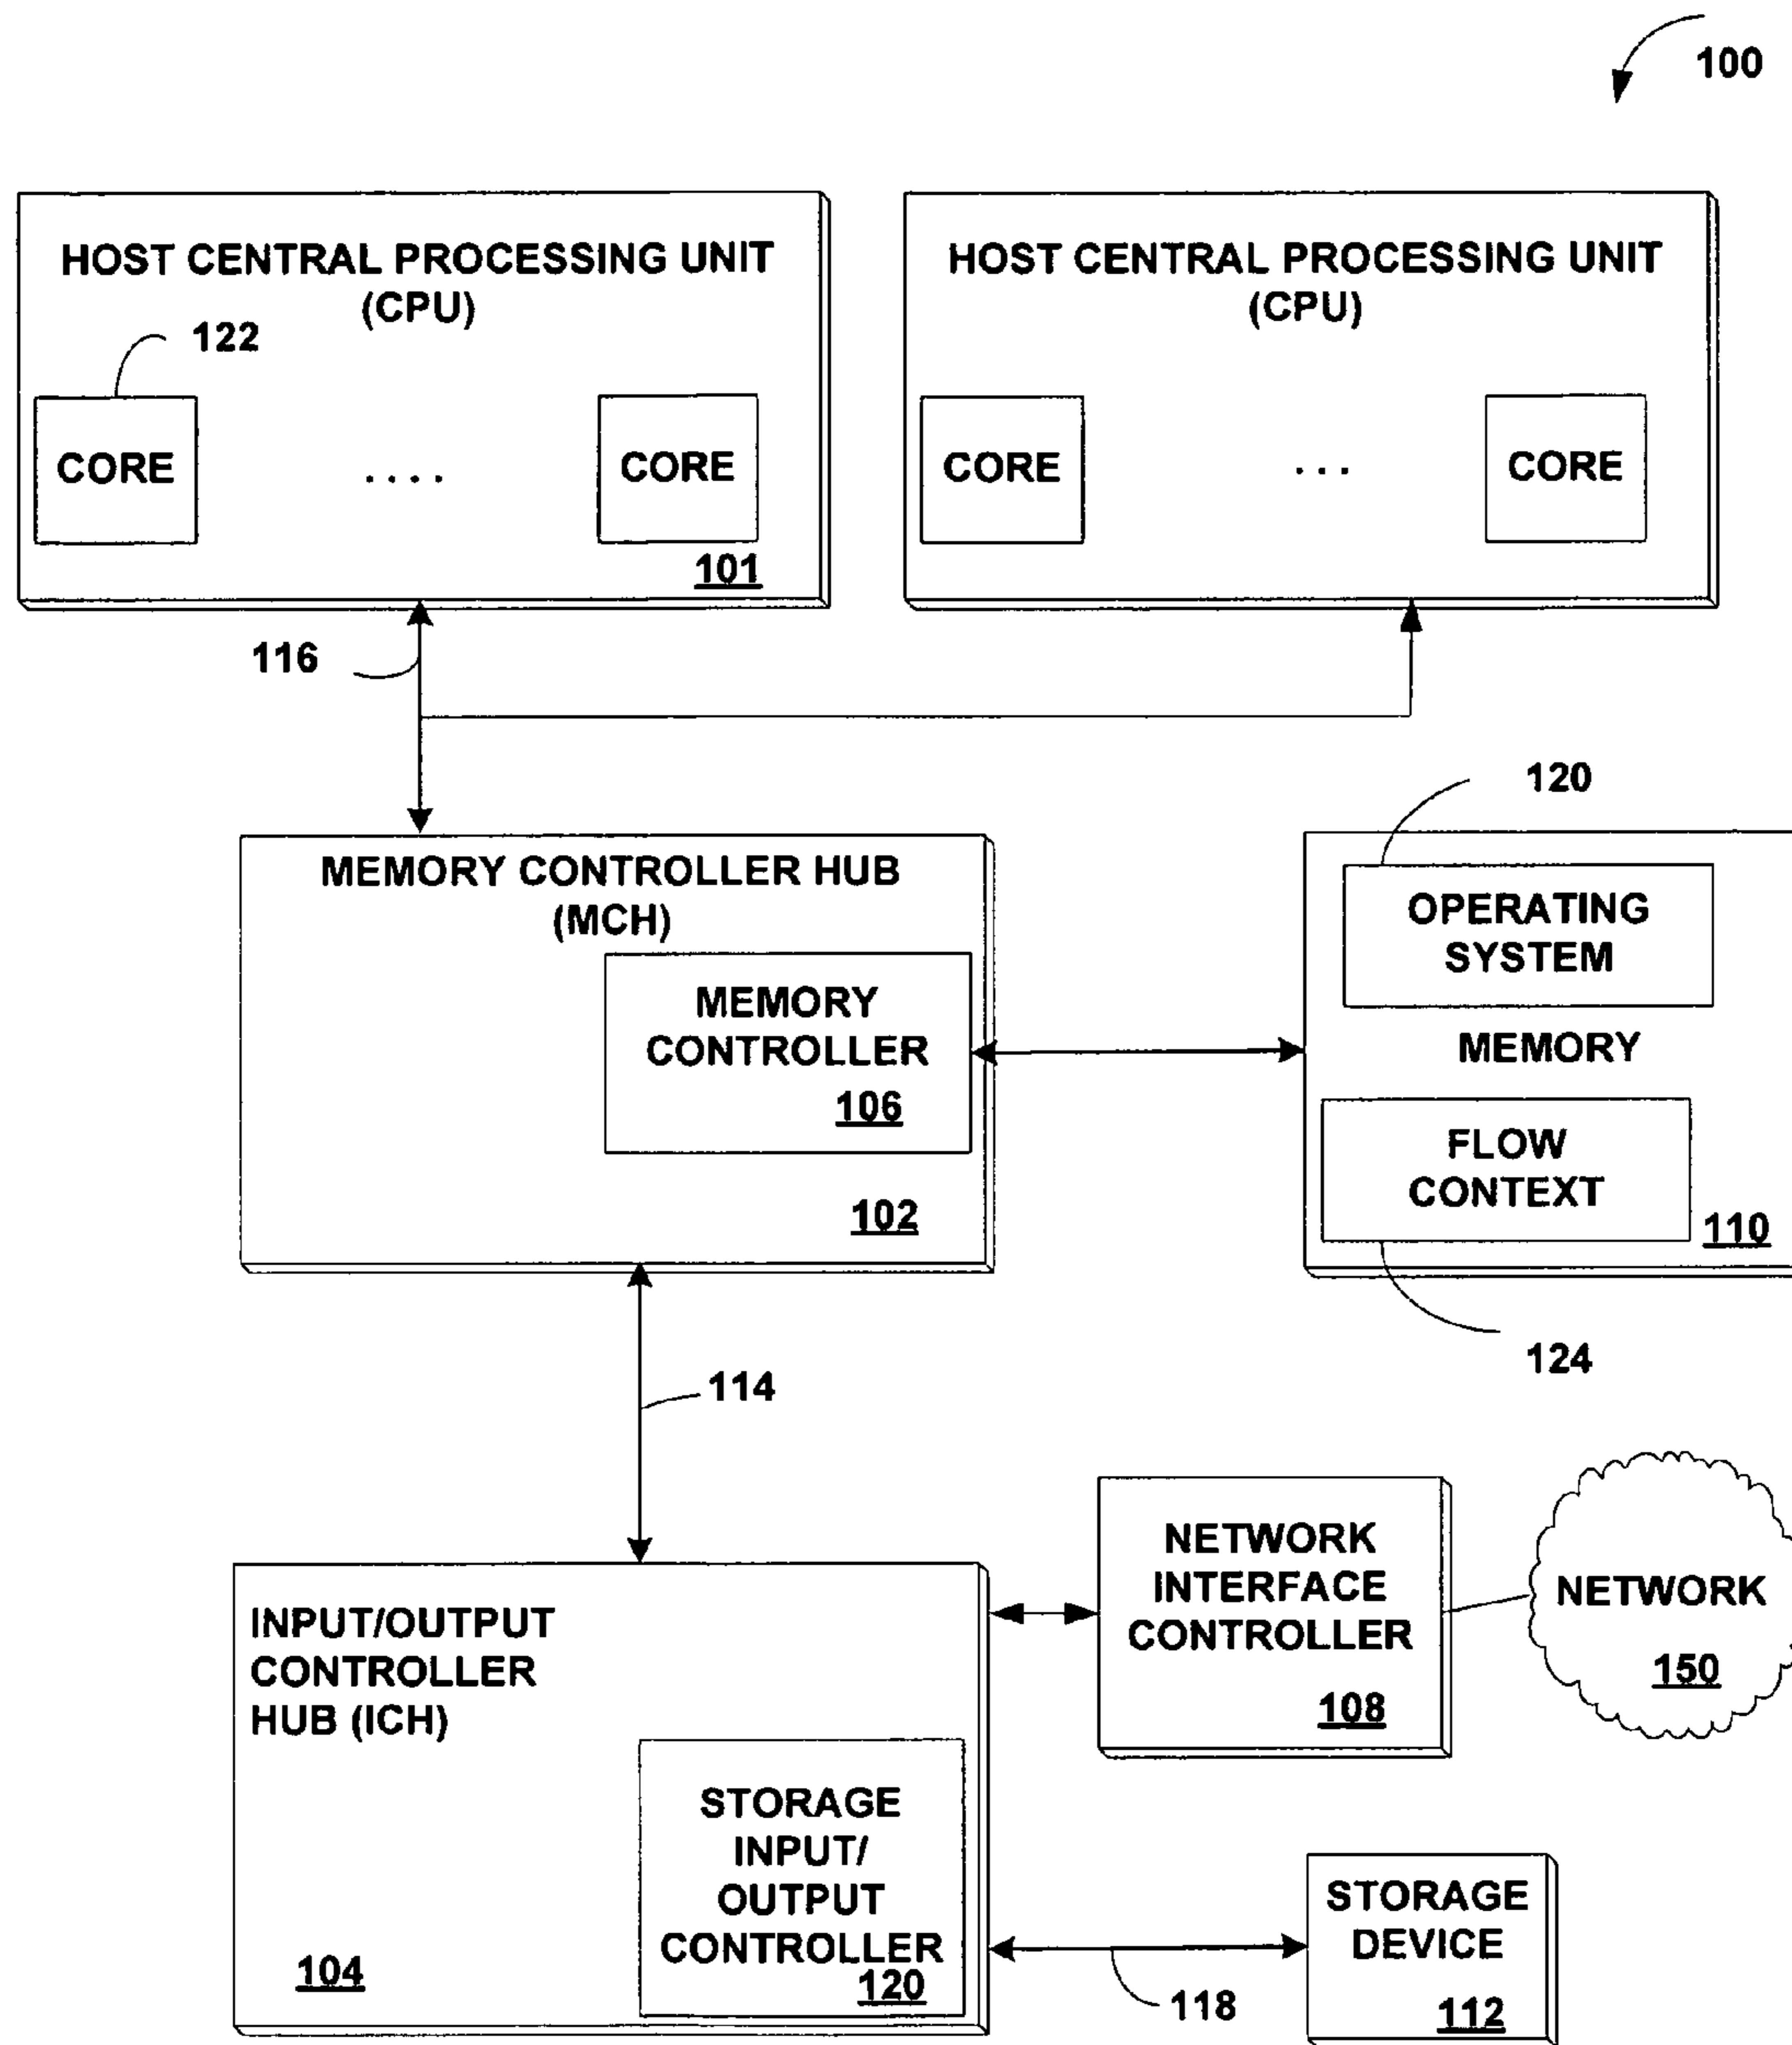 100
HOST CENTRAL PROCESSING UNIT
(CPU)
122
CORE
....
CORE
101
HOST CENTRAL PROCESSING UNIT
(CPU)
CORE
...
CORE
116
MEMORY CONTROLLER HUB
(MCH)
MEMORY
CONTROLLER
106
102
120
OPERATING
SYSTEM
MEMORY
FLOW
CONTEXT
110
124
114
INPUT/OUTPUT
CONTROLLER
HUB (ICH)
STORAGE
INPUT/
OUTPUT
CONTROLLER
120
104
NETWORK
INTERFACE
CONTROLLER
108
NETWORK
150
118
STORAGE
DEVICE
112